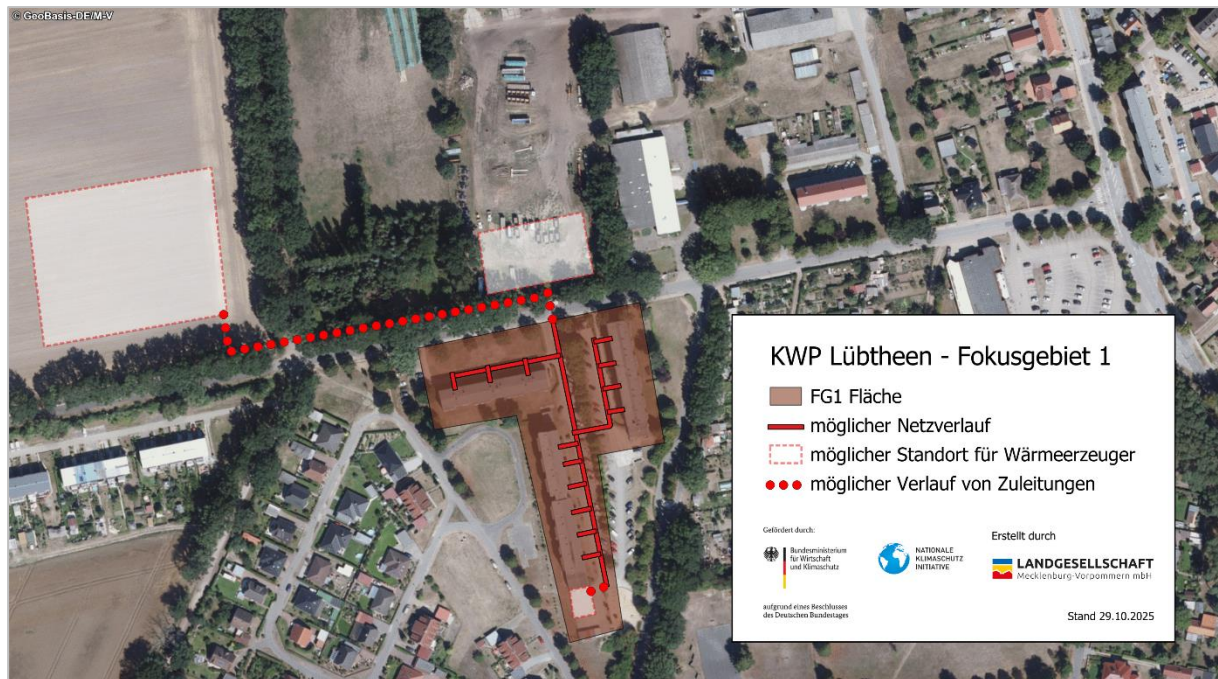 © GeoBasis-DE/M-V
KWP Lübtheen - Fokusgebiet 1
FG1 Fläche
möglicher Netzverlauf
möglicher Standort für Wärmeerzeuger
möglicher Verlauf von Zuleitungen
Gefördert durch:
Bundesministerium
für Wirtschaft
und Klimaschutz
aufgrund eines Beschlusses
des Deutschen Bundestages
NATIONALE
KLIMASCHUTZ
INITIATIVE
Erstellt durch
LANDGESELLSCHAFT
Mecklenburg-Vorpommern mbH
Stand 29.10.2025